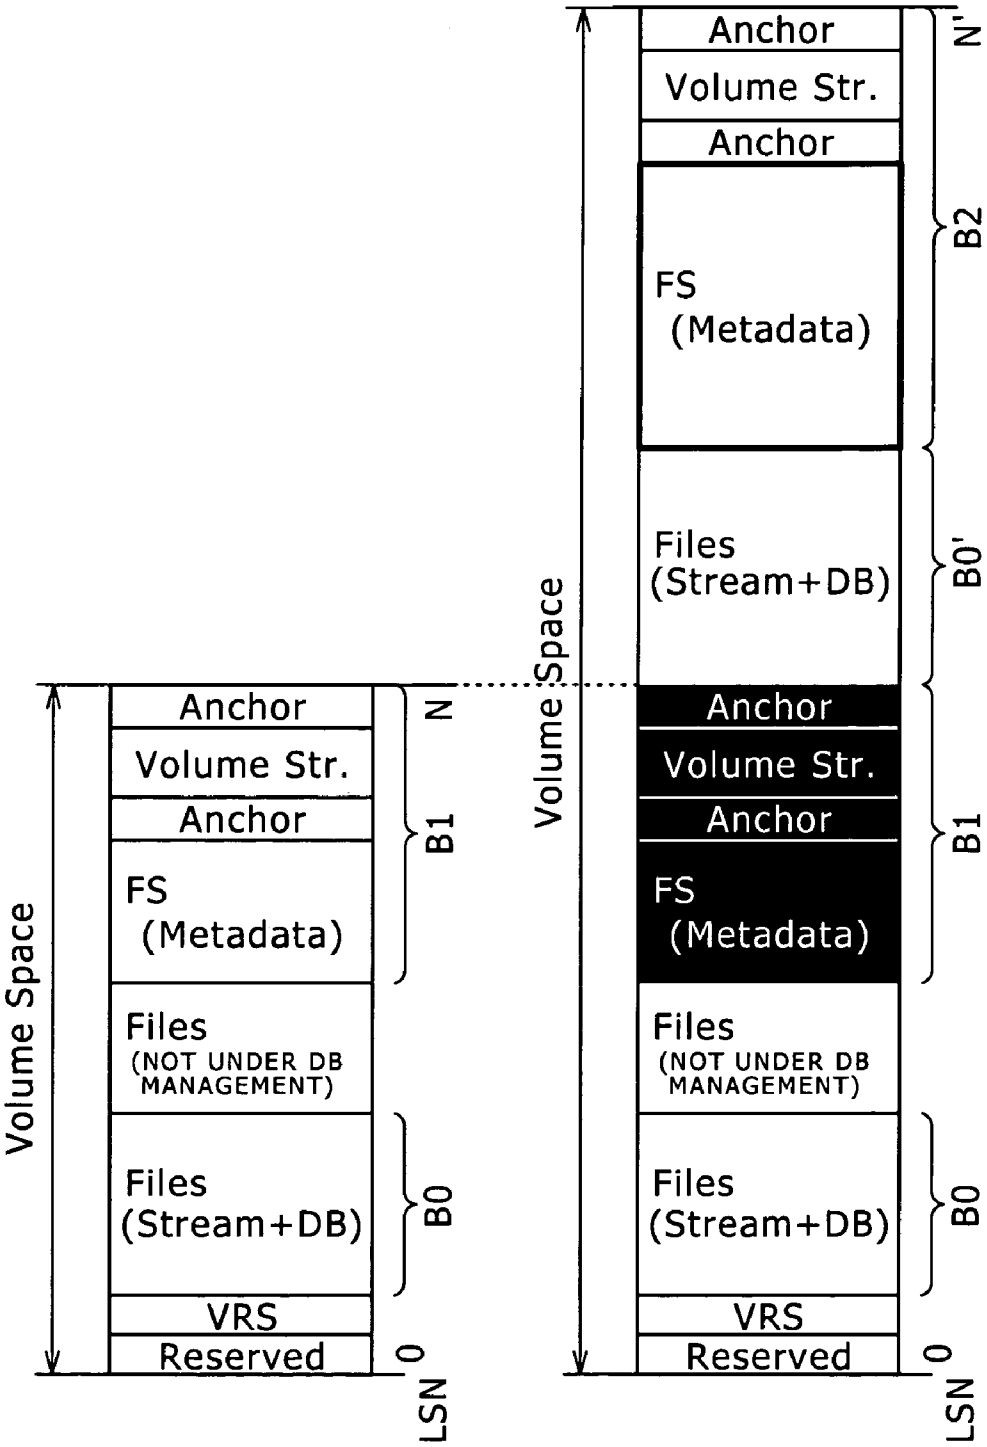 Volume Space
Anchor
Volume Str.
Anchor
FS
(Metadata)
Files
(NOT UNDER DB
MANAGEMENT)
Files
(Stream+DB)
VRS
Reserved
N
B1
B0
0
LSN
Volume Space
Anchor
Volume Str.
Anchor
FS
(Metadata)
Files
(Stream+DB)
Anchor
Volume Str.
Anchor
FS
(Metadata)
Files
(NOT UNDER DB
MANAGEMENT)
Files
(Stream+DB)
VRS
Reserved
N'
B2
B0'
B1
B0
0
LSN